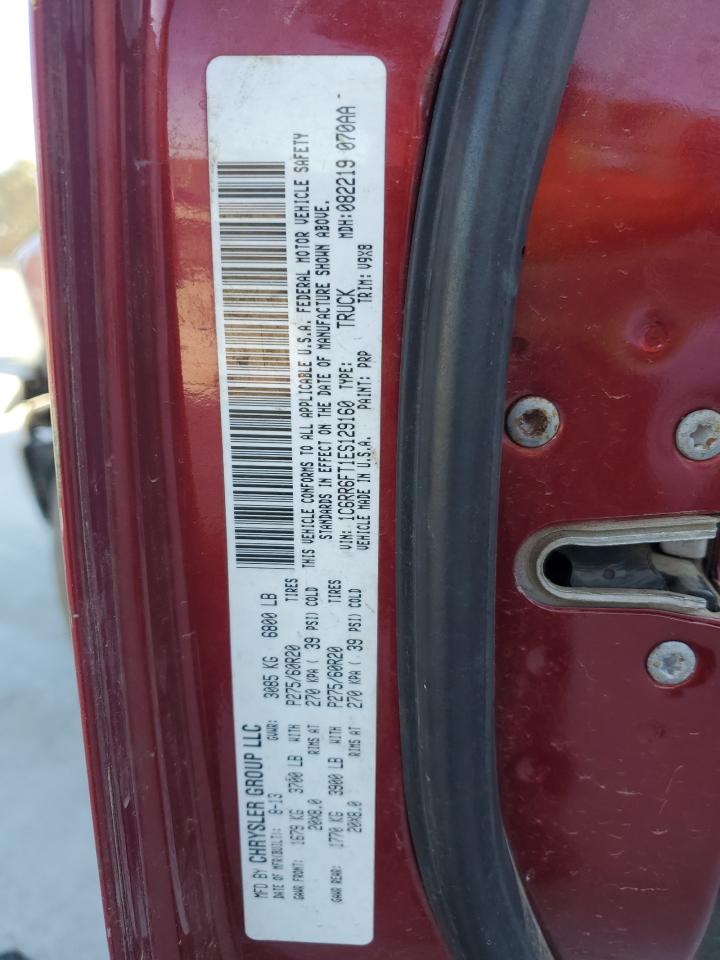 MFD BY CHRYSLER GROUP LLC
DATE OF MFR(BUILT): 8-13 GVWR: 3085 KG 6800 LB
GAWR FRONT: 1679 KG 3700 LB WITH P275/60R20 TIRES
20X8.0 RIMS AT 270 KPA ( 39 PSI) COLD
GAWR REAR: 1770 KG 3900 LB WITH P275/60R20 TIRES
20X8.0 RIMS AT 270 KPA ( 39 PSI) COLD
THIS VEHICLE CONFORMS TO ALL APPLICABLE U.S.A. FEDERAL MOTOR VEHICLE SAFETY
STANDARDS IN EFFECT ON THE DATE OF MANUFACTURE SHOWN ABOVE.
VIN: 1C6RR6FT1ES129160 TYPE: TRUCK MDH:082219 070AA -
VEHICLE MADE IN U.S.A. PAINT: PRP TRIM: V9X8